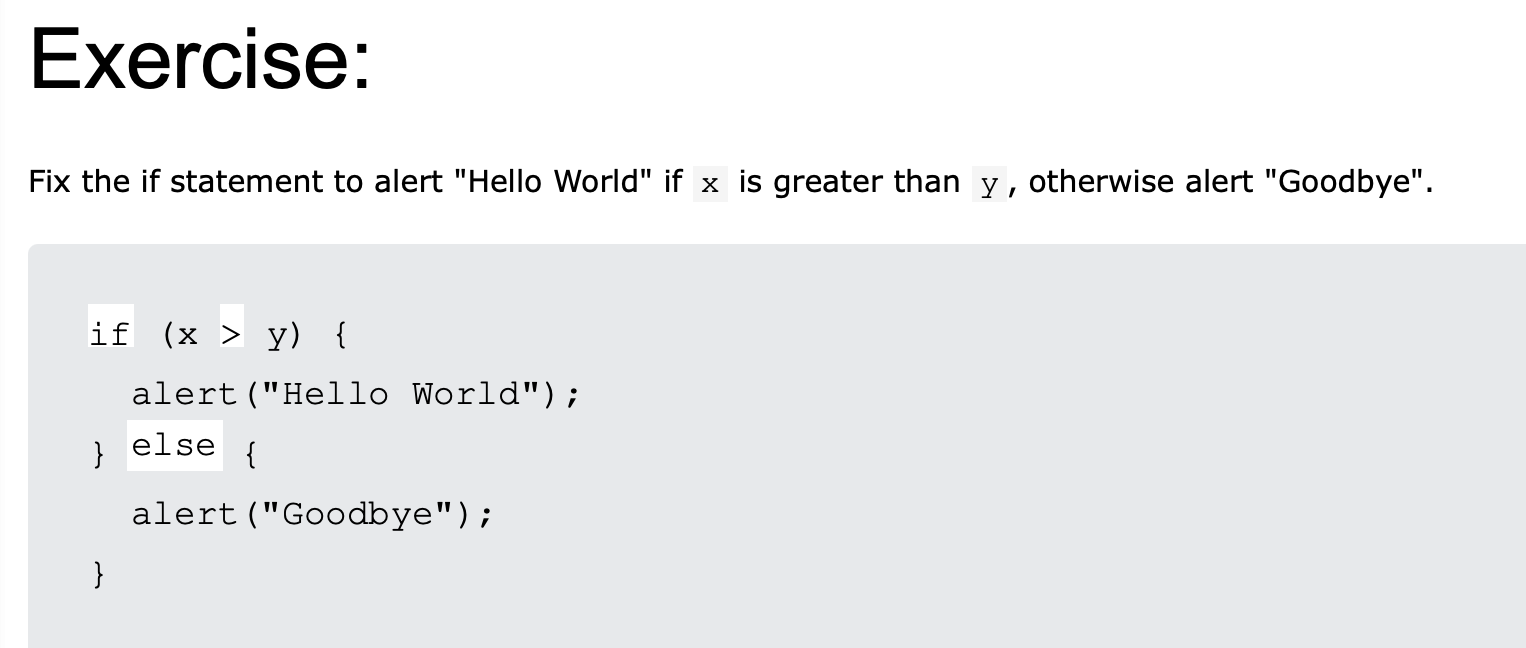 Exercise:
Fix the if statement to alert "Hello World" if x is greater than y, otherwise alert "Goodbye".
if (x > y) {
alert("Hello World");
} else {
alert("Goodbye");
}